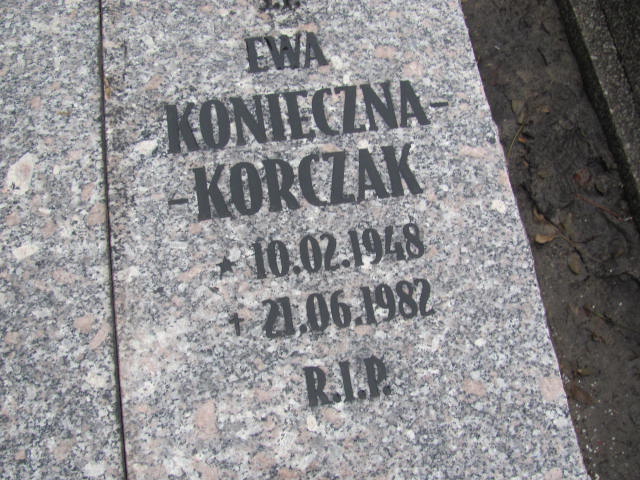 Ś.P.
EWA
KONIECZNA-
-KORCZAK
★ 10.02.1948
+ 21.06.1982
R.I.P.